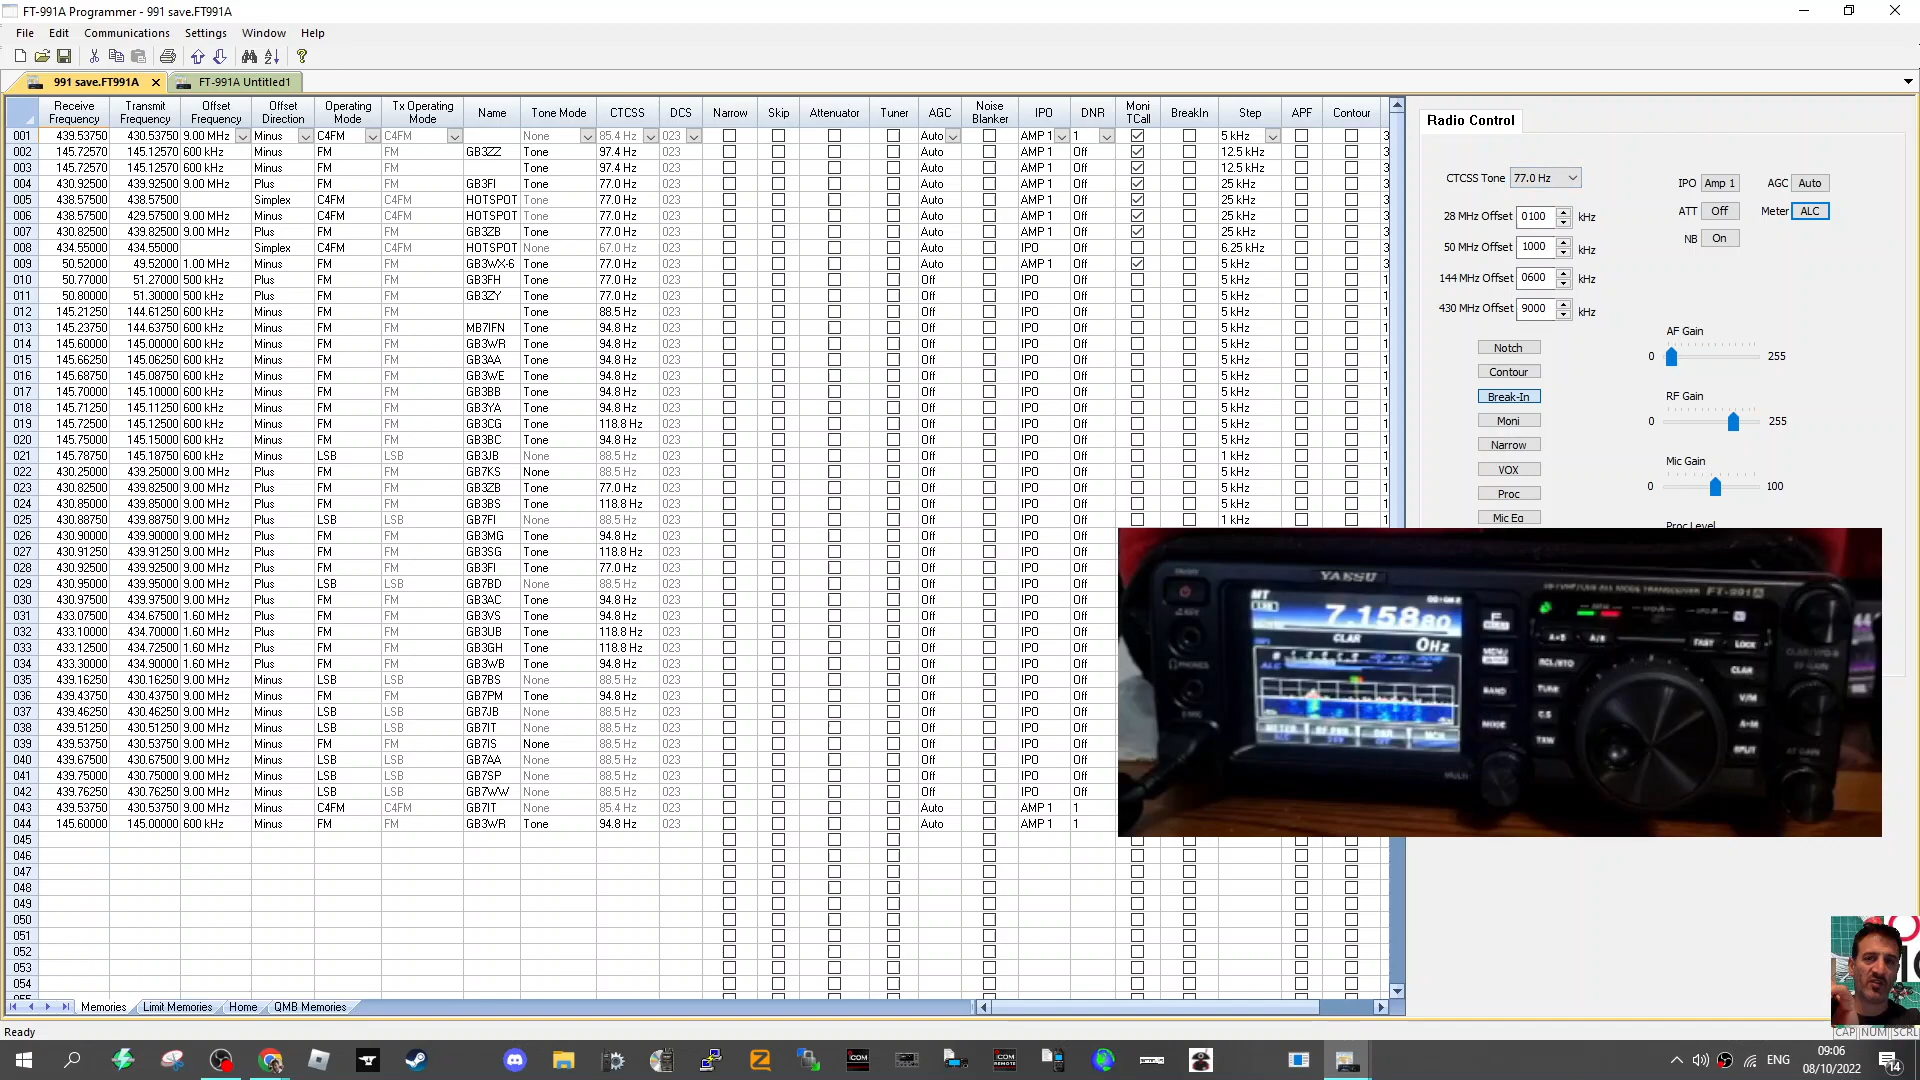 FT-991A Programmer - 991 save.FT991A
File Edit Communications Settings Window Help
991 save.FT991A FT-991A Untitled1
Receive Frequency Transmit Frequency Offset Frequency Offset Direction Operating Mode Tx Operating Mode Name Tone Mode CTCSS DCS Narrow Skip Attenuator Tuner AGC Noise Blanker IPO DNR Moni TCall BreakIn Step APF Contour
001 439.53750 430.53750 9.00 MHz Minus C4FM C4FM None 85.4 Hz 023 Auto AMP 1 1 5 kHz 3
002 145.72570 145.12570 600 kHz Minus FM FM GB3ZZ Tone 97.4 Hz 023 Auto AMP 1 Off 12.5 kHz 3
003 145.72570 145.12570 600 kHz Minus FM FM Tone 97.4 Hz 023 Auto AMP 1 Off 12.5 kHz 3
004 430.92500 439.92500 9.00 MHz Plus FM FM GB3FI Tone 77.0 Hz 023 Auto AMP 1 Off 25 kHz 3
005 438.57500 438.57500 Simplex C4FM C4FM HOTSPOT Tone 77.0 Hz 023 Auto AMP 1 Off 25 kHz 3
006 438.57500 429.57500 9.00 MHz Minus C4FM C4FM HOTSPOT Tone 77.0 Hz 023 Auto AMP 1 Off 25 kHz 3
007 430.82500 439.82500 9.00 MHz Plus FM FM GB3ZB Tone 77.0 Hz 023 Auto AMP 1 Off 25 kHz 3
008 434.55000 434.55000 Simplex C4FM C4FM HOTSPOT None 67.0 Hz 023 Auto IPO Off 6.25 kHz 3
009 50.52000 49.52000 1.00 MHz Minus FM FM GB3WX-6 Tone 77.0 Hz 023 Auto AMP 1 Off 5 kHz 3
010 50.77000 51.27000 500 kHz Plus FM FM GB3FH Tone 77.0 Hz 023 Off IPO Off 5 kHz 1
011 50.80000 51.30000 500 kHz Plus FM FM GB3ZY Tone 77.0 Hz 023 Off IPO Off 5 kHz 1
012 145.21250 144.61250 600 kHz Minus FM FM Tone 88.5 Hz 023 Off IPO Off 5 kHz 1
013 145.23750 144.63750 600 kHz Minus FM FM MB7IFN Tone 94.8 Hz 023 Off IPO Off 5 kHz 1
014 145.60000 145.00000 600 kHz Minus FM FM GB3WR Tone 94.8 Hz 023 Off IPO Off 5 kHz 1
015 145.66250 145.06250 600 kHz Minus FM FM GB3AA Tone 94.8 Hz 023 Off IPO Off 5 kHz 1
016 145.68750 145.08750 600 kHz Minus FM FM GB3WE Tone 94.8 Hz 023 Off IPO Off 5 kHz 1
017 145.70000 145.10000 600 kHz Minus FM FM GB3BB Tone 94.8 Hz 023 Off IPO Off 5 kHz 1
018 145.71250 145.11250 600 kHz Minus FM FM GB3YA Tone 94.8 Hz 023 Off IPO Off 5 kHz 1
019 145.72500 145.12500 600 kHz Minus FM FM GB3CG Tone 118.8 Hz 023 Off IPO Off 5 kHz 1
020 145.75000 145.15000 600 kHz Minus FM FM GB3BC Tone 94.8 Hz 023 Off IPO Off 5 kHz 1
021 145.78750 145.18750 600 kHz Minus LSB LSB GB3JB None 88.5 Hz 023 Off IPO Off 1 kHz 1
022 430.25000 439.25000 9.00 MHz Plus FM FM GB7KS None 88.5 Hz 023 Off IPO Off 5 kHz 1
023 430.82500 439.82500 9.00 MHz Plus FM FM GB3ZB Tone 77.0 Hz 023 Off IPO Off 5 kHz 1
024 430.85000 439.85000 9.00 MHz Plus FM FM GB3BS Tone 118.8 Hz 023 Off IPO Off 5 kHz 1
025 430.88750 439.88750 9.00 MHz Plus LSB LSB GB7FI None 88.5 Hz 023 Off IPO Off 1 kHz 1
026 430.90000 439.90000 9.00 MHz Plus FM FM GB3MG Tone 94.8 Hz 023 Off IPO Off
027 430.91250 439.91250 9.00 MHz Plus FM FM GB3SG Tone 118.8 Hz 023 Off IPO Off
028 430.92500 439.92500 9.00 MHz Plus FM FM GB3FI Tone 77.0 Hz 023 Off IPO Off
029 430.95000 439.95000 9.00 MHz Plus LSB LSB GB7BD None 88.5 Hz 023 Off IPO Off
030 430.97500 439.97500 9.00 MHz Plus FM FM GB3AC Tone 94.8 Hz 023 Off IPO Off
031 433.07500 434.67500 1.60 MHz Plus FM FM GB3VS Tone 94.8 Hz 023 Off IPO Off
032 433.10000 434.70000 1.60 MHz Plus FM FM GB3UB Tone 118.8 Hz 023 Off IPO Off
033 433.12500 434.72500 1.60 MHz Plus FM FM GB3GH Tone 118.8 Hz 023 Off IPO Off
034 433.30000 434.90000 1.60 MHz Plus FM FM GB3WB Tone 94.8 Hz 023 Off IPO Off
035 439.16250 430.16250 9.00 MHz Minus LSB LSB GB7BS None 88.5 Hz 023 Off IPO Off
036 439.43750 430.43750 9.00 MHz Minus FM FM GB7PM Tone 94.8 Hz 023 Off IPO Off
037 439.46250 430.46250 9.00 MHz Minus LSB LSB GB7JB None 88.5 Hz 023 Off IPO Off
038 439.51250 430.51250 9.00 MHz Minus LSB LSB GB7IT None 88.5 Hz 023 Off IPO Off
039 439.53750 430.53750 9.00 MHz Minus FM FM GB7IS None 88.5 Hz 023 Off IPO Off
040 439.67500 430.67500 9.00 MHz Minus LSB LSB GB7AA None 88.5 Hz 023 Off IPO Off
041 439.75000 430.75000 9.00 MHz Minus LSB LSB GB7SP None 88.5 Hz 023 Off IPO Off
042 439.76250 430.76250 9.00 MHz Minus LSB LSB GB7WW None 88.5 Hz 023 Off IPO Off
043 439.53750 430.53750 9.00 MHz Minus C4FM C4FM GB7IT None 85.4 Hz 023 Auto AMP 1 1
044 145.60000 145.00000 600 kHz Minus FM FM GB3WR Tone 94.8 Hz 023 Auto AMP 1 1
045
046
047
048
049
050
051
052
053
054
Memories Limit Memories Home QMB Memories
Ready
Radio Control
CTCSS Tone 77.0 Hz IPO Amp 1 AGC Auto
28 MHz Offset 0100 kHz ATT Off Meter ALC
50 MHz Offset 1000 kHz NB On
144 MHz Offset 0600 kHz
430 MHz Offset 9000 kHz
Notch AF Gain 0 255
Contour
Break-In RF Gain 0 255
Moni
Narrow Mic Gain 0 100
VOX
Proc
Mic Eq Proc Level
YAESU
FT-991A
MT
7.158 80
CLAR 0Hz
ALC
BAND
MODE
FAST LOCK
CLAR
V/M
SPLIT
MULTI
CAP NUM SCRL
ENG 09:06
08/10/2022
14